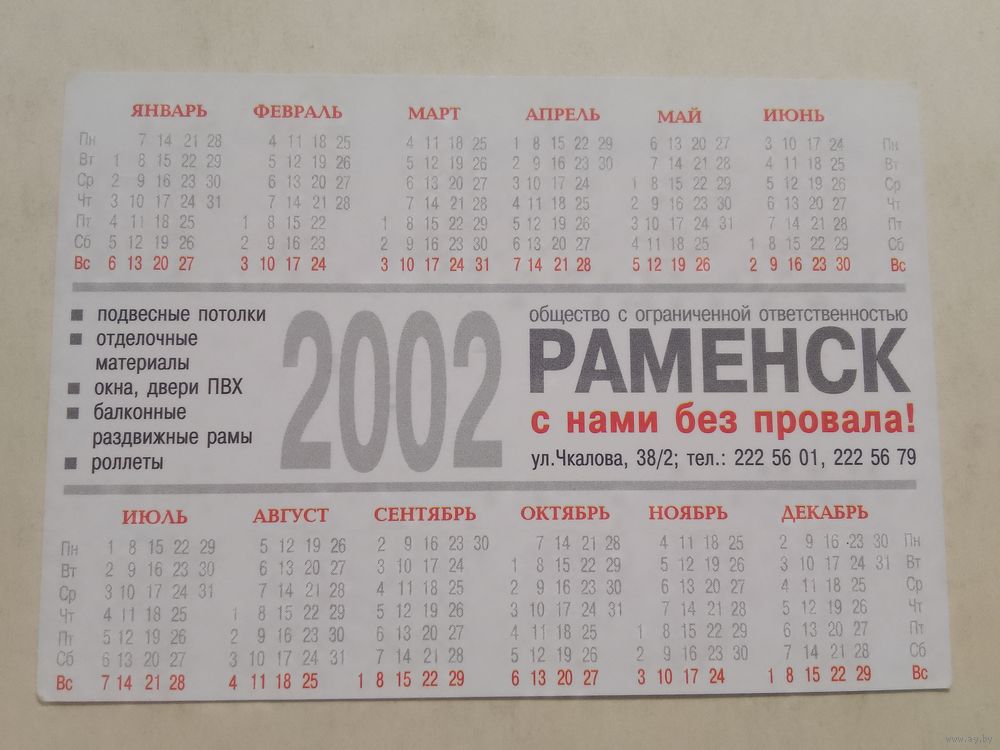 ЯНВАРЬ ФЕВРАЛЬ МАРТ АПРЕЛЬ МАЙ ИЮНЬ
Пн 7 14 21 28 4 11 18 25 4 11 18 25 1 8 15 22 29 6 13 20 27 3 10 17 24 Пн
Вт 1 8 15 22 29 5 12 19 26 5 12 19 26 2 9 16 23 30 7 14 21 28 4 11 18 25 Вт
Ср 2 9 16 23 30 6 13 20 27 6 13 20 27 3 10 17 24 1 8 15 22 29 5 12 19 26 Ср
Чт 3 10 17 24 31 7 14 21 28 7 14 21 28 4 11 18 25 2 9 16 23 30 6 13 20 27 Чт
Пт 4 11 18 25 1 8 15 22 1 8 15 22 29 5 12 19 26 3 10 17 24 31 7 14 21 28 Пт
Сб 5 12 19 26 2 9 16 23 2 9 16 23 30 6 13 20 27 4 11 18 25 1 8 15 22 29 Сб
Вс 6 13 20 27 3 10 17 24 3 10 17 24 31 7 14 21 28 5 12 19 26 2 9 16 23 30 Вс
подвесные потолки
отделочные
материалы
окна, двери ПВХ
балконные
раздвижные рамы
роллеты
2002
общество с ограниченной ответственностью
РАМЕНСК
с нами без провала!
ул.Чкалова, 38/2; тел.: 222 56 01, 222 56 79
ИЮЛЬ АВГУСТ СЕНТЯБРЬ ОКТЯБРЬ НОЯБРЬ ДЕКАБРЬ
Пн 1 8 15 22 29 5 12 19 26 2 9 16 23 30 7 14 21 28 4 11 18 25 2 9 16 23 30 Пн
Вт 2 9 16 23 30 6 13 20 27 3 10 17 24 1 8 15 22 29 5 12 19 26 3 10 17 24 31 Вт
Ср 3 10 17 24 31 7 14 21 28 4 11 18 25 2 9 16 23 30 6 13 20 27 4 11 18 25 Ср
Чт 4 11 18 25 1 8 15 22 29 5 12 19 26 3 10 17 24 31 7 14 21 28 5 12 19 26 Чт
Пт 5 12 19 26 2 9 16 23 30 6 13 20 27 4 11 18 25 1 8 15 22 29 6 13 20 27 Пт
Сб 6 13 20 27 3 10 17 24 31 7 14 21 28 5 12 19 26 2 9 16 23 30 7 14 21 28 Сб
Вс 7 14 21 28 4 11 18 25 1 8 15 22 29 6 13 20 27 3 10 17 24 1 8 15 22 29 Вс
www.ay.by